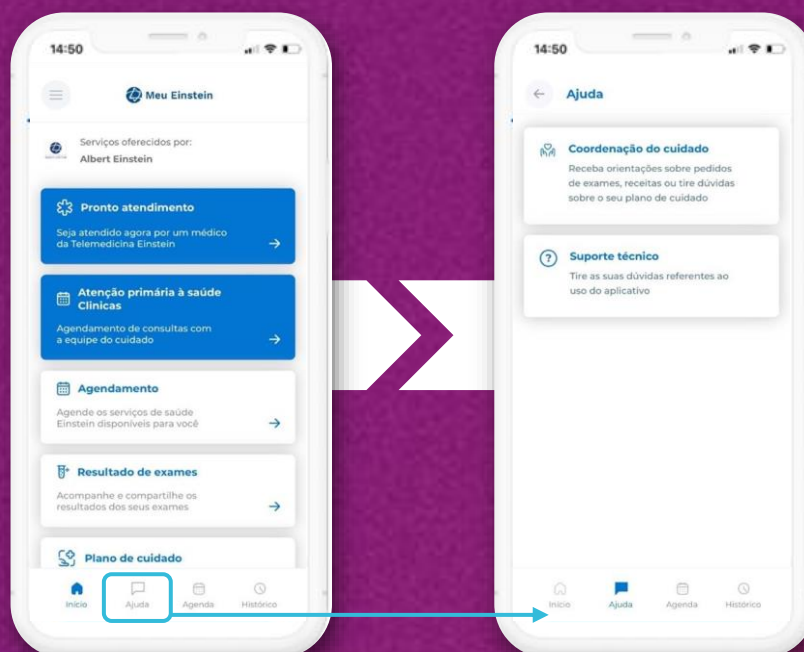 14:50
Meu Einstein
Serviços oferecidos por:
Albert Einstein
Pronto atendimento
Seja atendido agora por um médico
da Telemedicina Einstein
Atenção primária à saúde
Clinicas
Agendamento de consultas com
a equipe do cuidado
Agendamento
Agende os serviços de saúde
Einstein disponíveis para você
Resultado de exames
Acompanhe e compartilhe os
resultados dos seus exames
Plano de cuidado
Início Ajuda Agenda Histórico
14:50
Ajuda
Coordenação do cuidado
Receba orientações sobre pedidos
de exames, receitas ou tire dúvidas
sobre o seu plano de cuidado
Suporte técnico
Tire as suas dúvidas referentes ao
uso do aplicativo
Início Ajuda Agenda Histórico